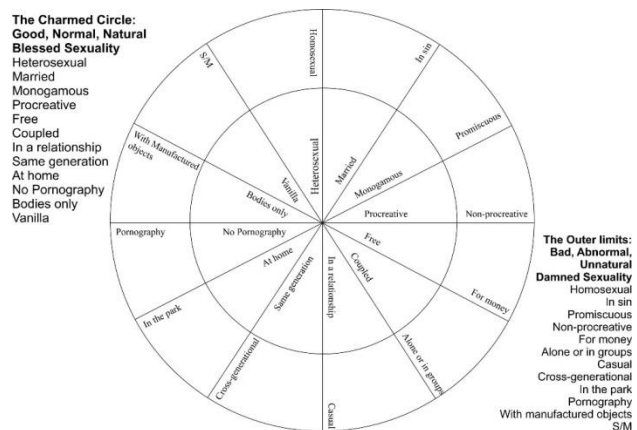 The Charmed Circle:
Good, Normal, Natural
Blessed Sexuality
Heterosexual
Married
Monogamous
Procreative
Free
Coupled
In a relationship
Same generation
At home
No Pornography
Bodies only
Vanilla
Homosexual
In sin
Promiscuous
Non-procreative
For money
Alone or in groups
Casual
Cross-generational
In the park
Pornography
With Manufactured
objects
S/M
Heterosexual
Married
Monogamous
Procreative
Free
Coupled
In a relationship
Same generation
At home
No Pornography
Bodies only
Vanilla
The Outer limits:
Bad, Abnormal,
Unnatural
Damned Sexuality
Homosexual
In sin
Promiscuous
Non-procreative
For money
Alone or in groups
Casual
Cross-generational
In the park
Pornography
With manufactured objects
S/M